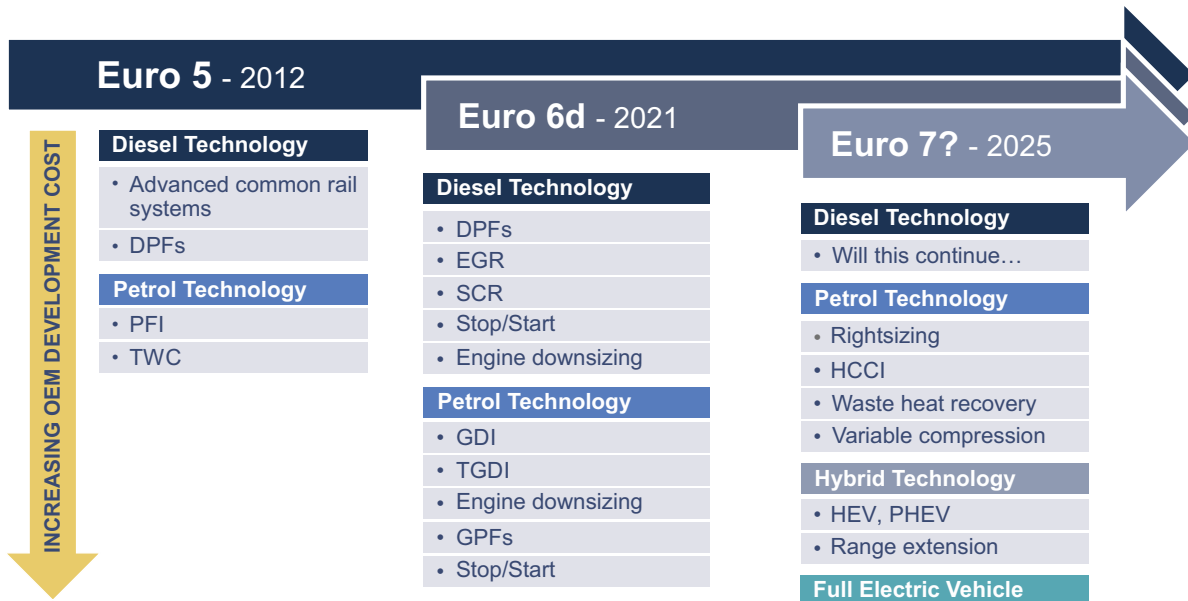 Euro 5 - 2012
Euro 6d - 2021
Euro 7? - 2025
INCREASING OEM DEVELOPMENT COST
Diesel Technology
• Advanced common rail
systems
• DPFs
Petrol Technology
• PFI
• TWC
Diesel Technology
• DPFs
• EGR
• SCR
• Stop/Start
• Engine downsizing
Petrol Technology
• GDI
• TGDI
• Engine downsizing
• GPFs
• Stop/Start
Diesel Technology
• Will this continue…
Petrol Technology
• Rightsizing
• HCCI
• Waste heat recovery
• Variable compression
Hybrid Technology
• HEV, PHEV
• Range extension
Full Electric Vehicle